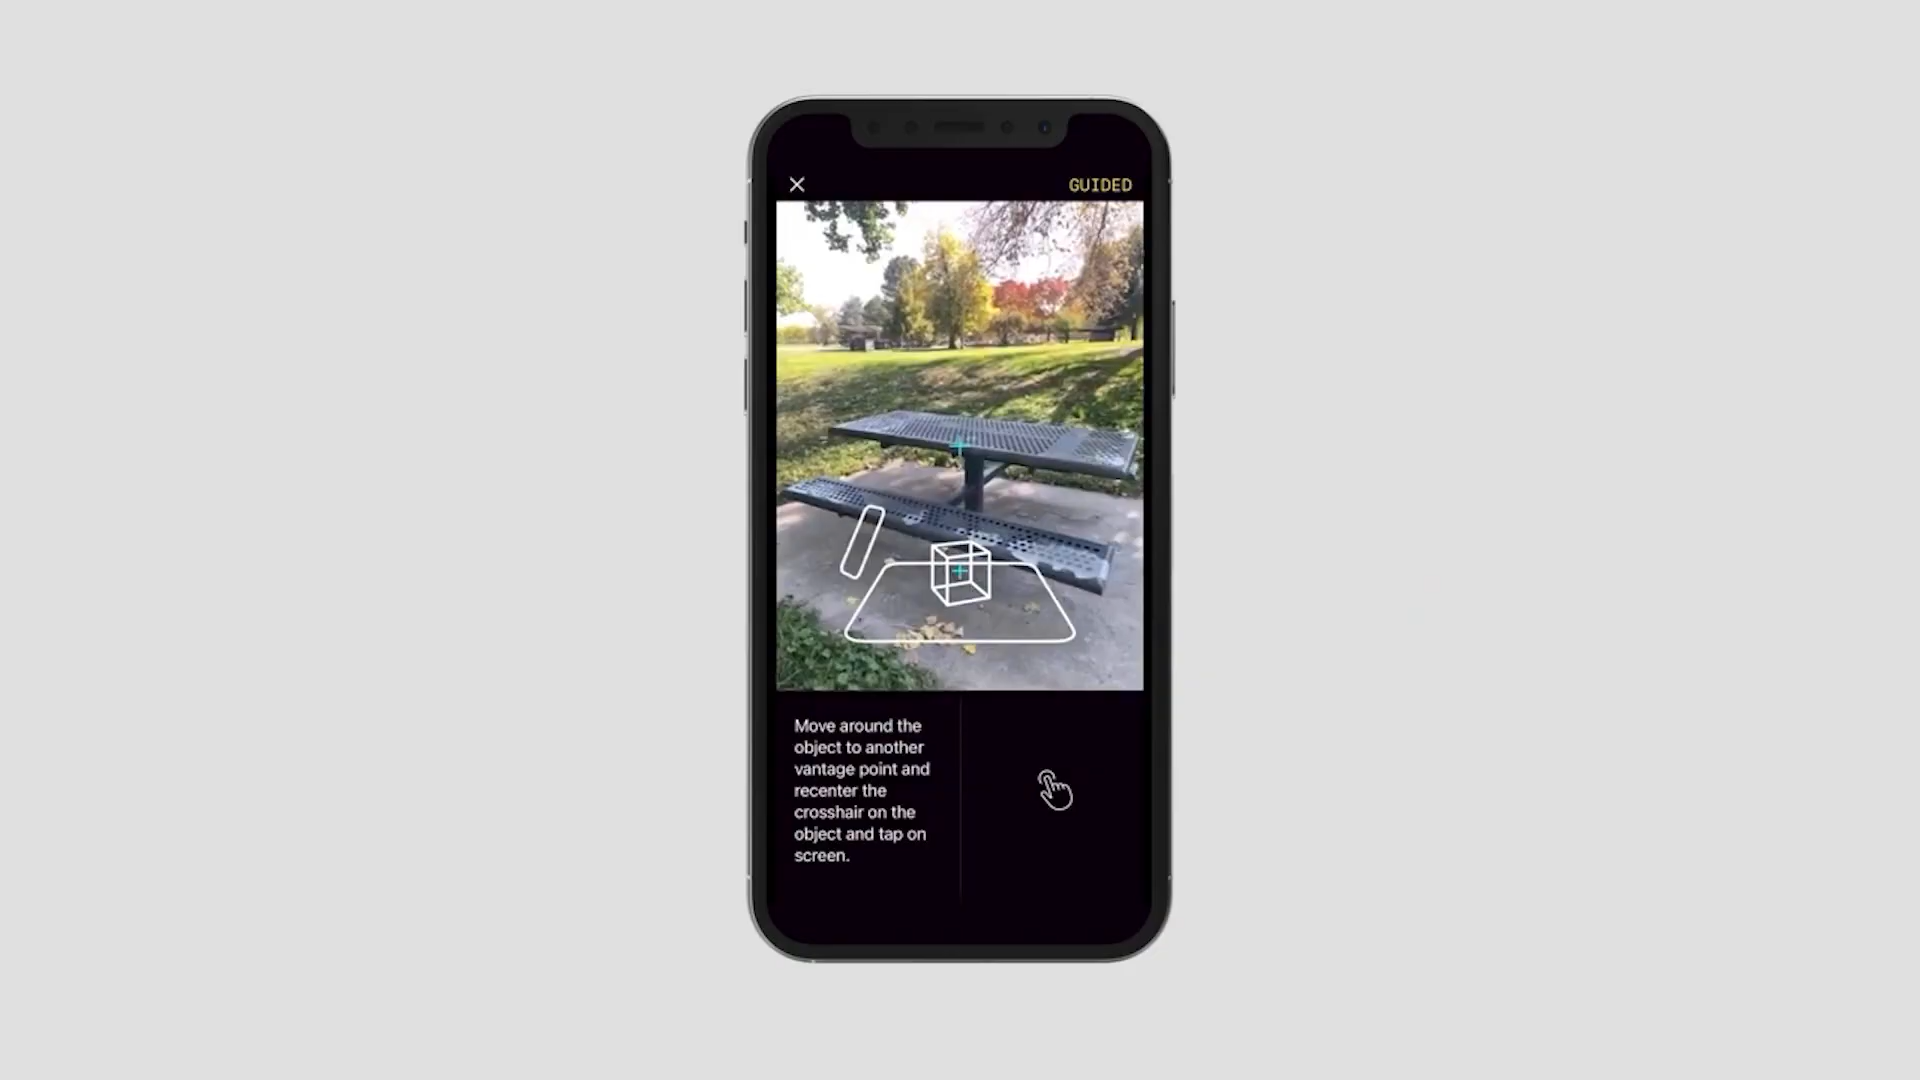 GUIDED
Move around the
object to another
vantage point and
recenter the
crosshair on the
object and tap on
screen.